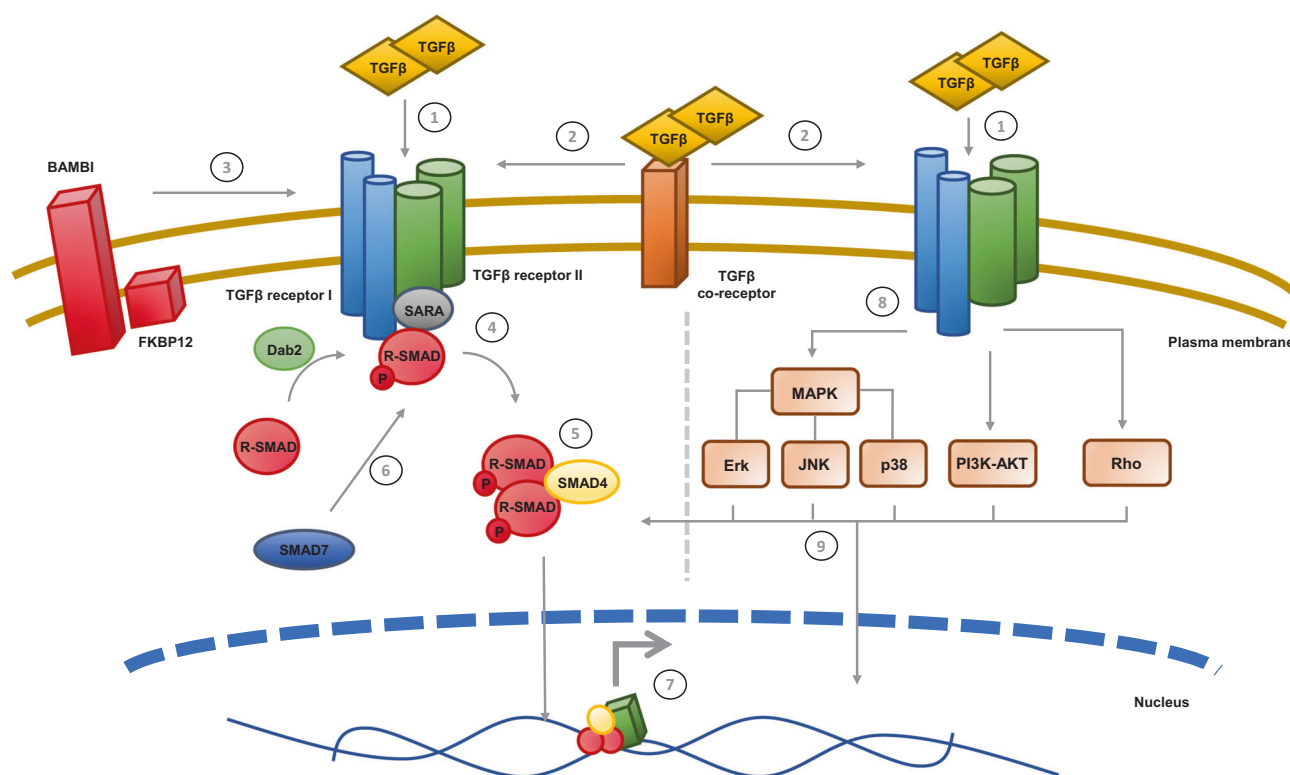 TGFβ
TGFβ
TGFβ
TGFβ
1
2
TGFβ
TGFβ
2
1
BAMBI
3
TGFβ receptor I
TGFβ receptor II
TGFβ
co-receptor
FKBP12
SARA
4
8
Plasma membrane
Dab2
R-SMAD
P
MAPK
R-SMAD
5
R-SMAD
SMAD4
P
R-SMAD
P
6
Erk
JNK
p38
PI3K-AKT
Rho
SMAD7
9
7
Nucleus